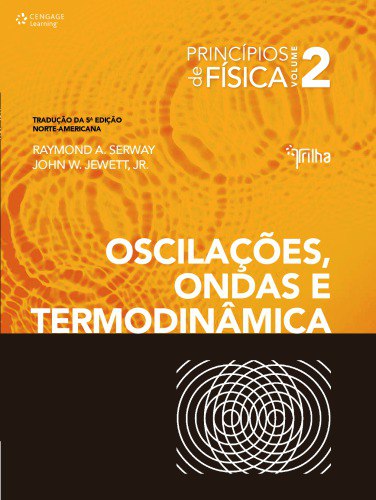 CENGAGE
Learning
PRINCÍPIOS
de FÍSICA
VOLUME 2
TRADUÇÃO DA 5ª EDIÇÃO
NORTE-AMERICANA
RAYMOND A. SERWAY
JOHN W. JEWETT, JR.
Trilha
OSCILAÇÕES,
ONDAS E
TERMODINÂMICA